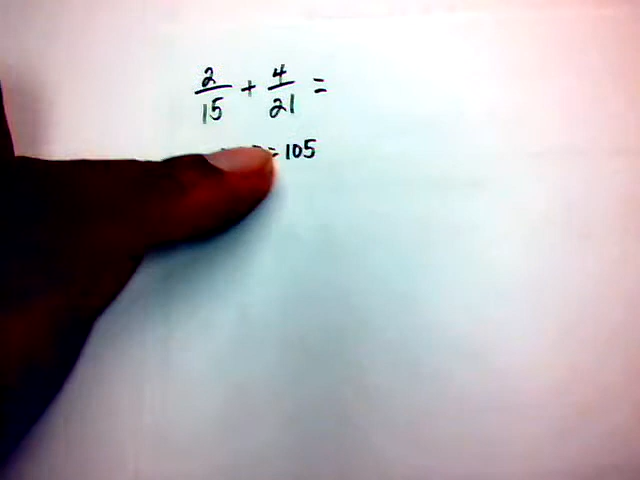 2/15 + 4/21 =
= 105